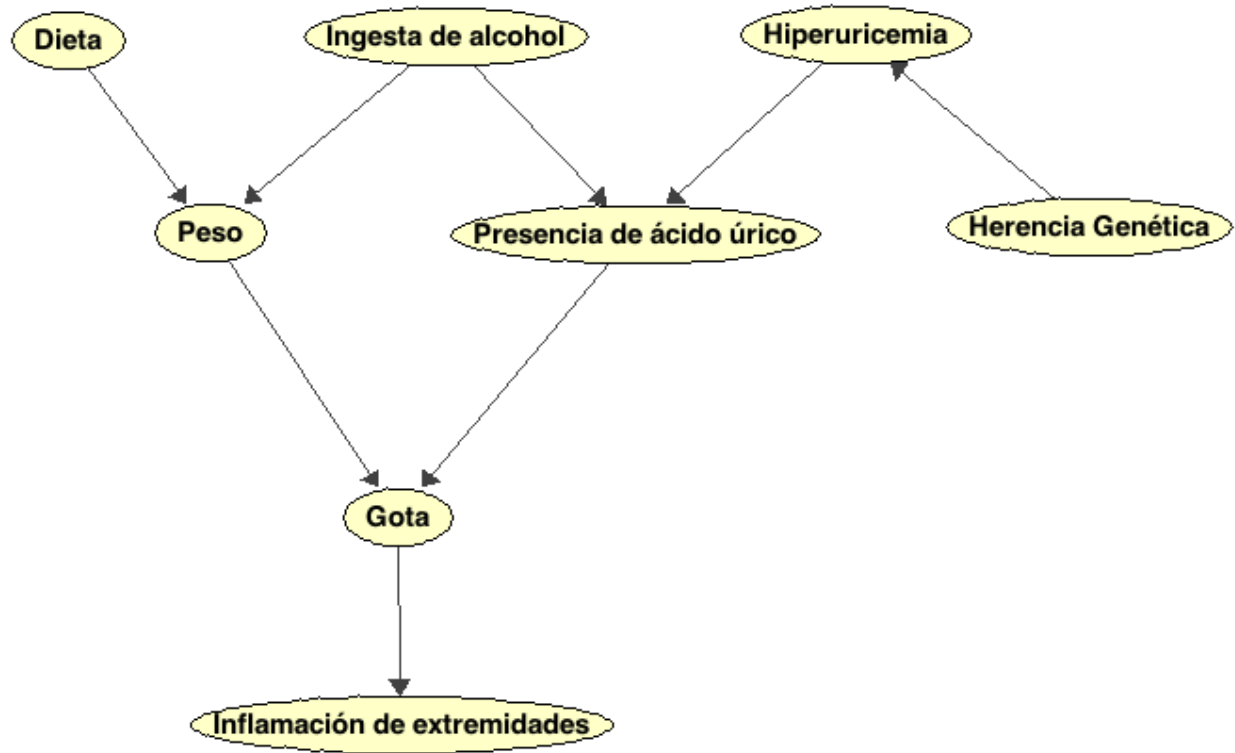 Dieta
Ingesta de alcohol
Hiperuricemia
Peso
Presencia de ácido úrico
Herencia Genética
Gota
Inflamación de extremidades